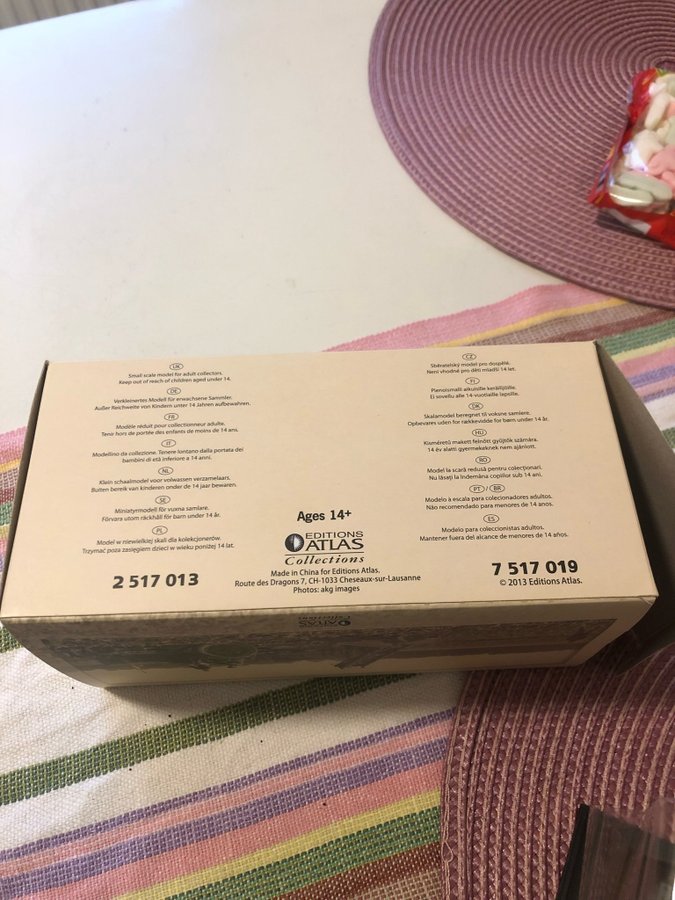 UK
Small scale model for adult collectors.
Keep out of reach of children aged under 14.
DE
Verkleinertes Modell für erwachsene Sammler.
Außer Reichweite von Kindern unter 14 Jahren aufbewahren.
FR
Modèle réduit pour collectionneur adulte.
Tenir hors de portée des enfants de moins de 14 ans.
IT
Modellino da collezione. Tenere lontano dalla portata dei
bambini di età inferiore a 14 anni.
NL
Klein schaalmodel voor volwassen verzamelaars.
Buiten bereik van kinderen onder de 14 jaar bewaren.
SE
Miniatyrmodell för vuxna samlare.
Förvara utom räckhåll för barn under 14 år.
PL
Model w niewielkiej skali dla kolekcjonerów.
Trzymać poza zasięgiem dzieci w wieku poniżej 14 lat.
2 517 013
Ages 14+
EDITIONS
ATLAS
Collections
Made in China for Editions Atlas.
Route des Dragons 7, CH-1033 Cheseaux-sur-Lausanne
Photos: akg images
CZ
Sběratelský model pro dospělé.
Není vhodné pro děti mladší 14 let.
FI
Pienoismalli aikuisille keräilijöille.
Ei sovellu alle 14-vuotiaille lapsille.
DK
Skalamodel beregnet til voksne samlere.
Opbevares uden for rækkevidde for børn under 14 år.
HU
Kisméretű makett felnőtt gyűjtők számára.
14 év alatti gyermekeknek nem ajánlott.
RO
Model la scară redusă pentru colecționari.
Nu lăsați la îndemâna copiilor sub 14 ani.
PT / BR
Modelo à escala para colecionadores adultos.
Não recomendado para menores de 14 anos.
ES
Modelo para coleccionistas adultos.
Mantener fuera del alcance de menores de 14 años.
7 517 019
© 2013 Editions Atlas.
Collections
ATLAS